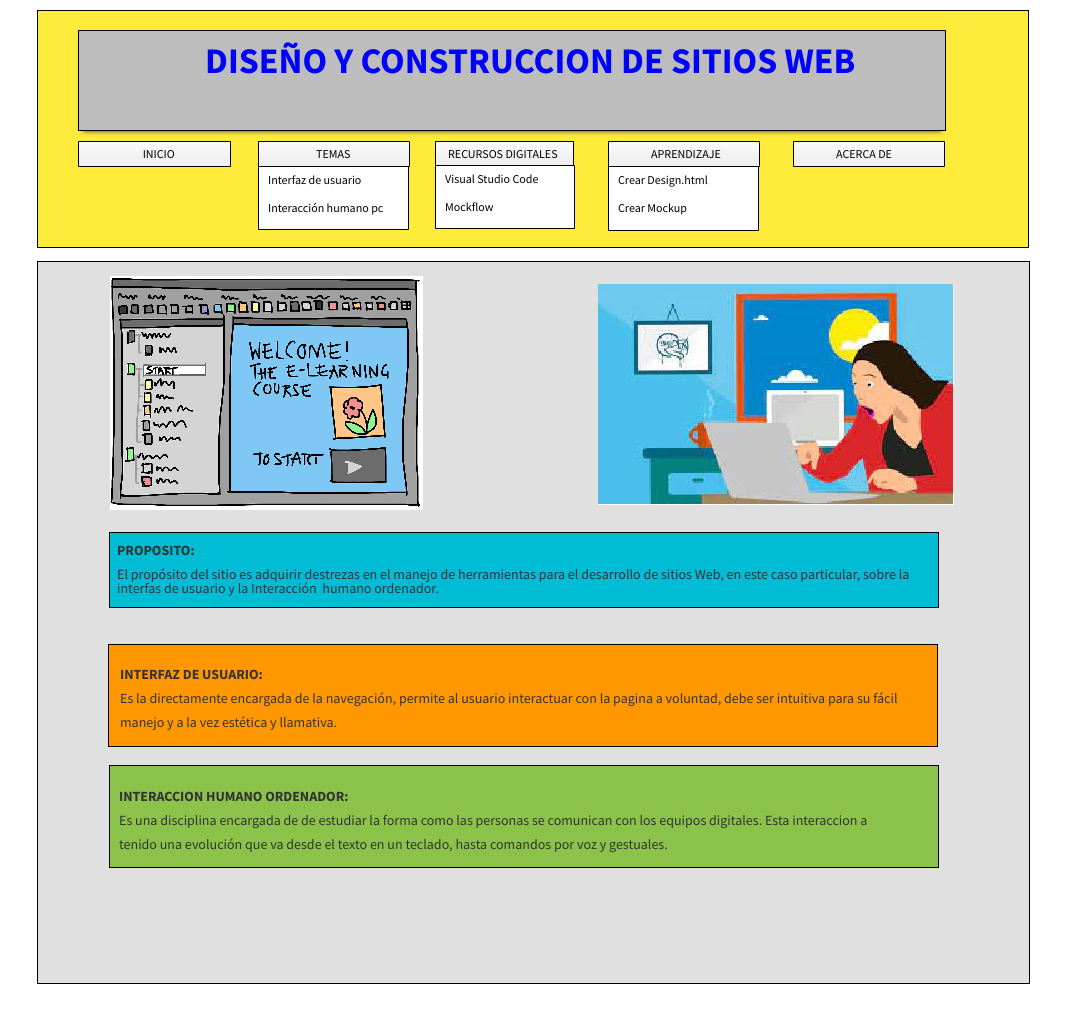 DISEÑO Y CONSTRUCCION DE SITIOS WEB
INICIO
TEMAS
RECURSOS DIGITALES
APRENDIZAJE
ACERCA DE
Interfaz de usuario
Interacción humano pc
Visual Studio Code
Mockflow
Crear Design.html
Crear Mockup
START
WELCOME!
THE E-LEARNING
COURSE
TO START
PROPOSITO:
El propósito del sitio es adquirir destrezas en el manejo de herramientas para el desarrollo de sitios Web, en este caso particular, sobre la
interfas de usuario y la Interacción  humano ordenador.
INTERFAZ DE USUARIO:
Es la directamente encargada de la navegación, permite al usuario interactuar con la pagina a voluntad, debe ser intuitiva para su fácil
manejo y a la vez estética y llamativa.
INTERACCION HUMANO ORDENADOR:
Es una disciplina encargada de de estudiar la forma como las personas se comunican con los equipos digitales. Esta interaccion a
tenido una evolución que va desde el texto en un teclado, hasta comandos por voz y gestuales.